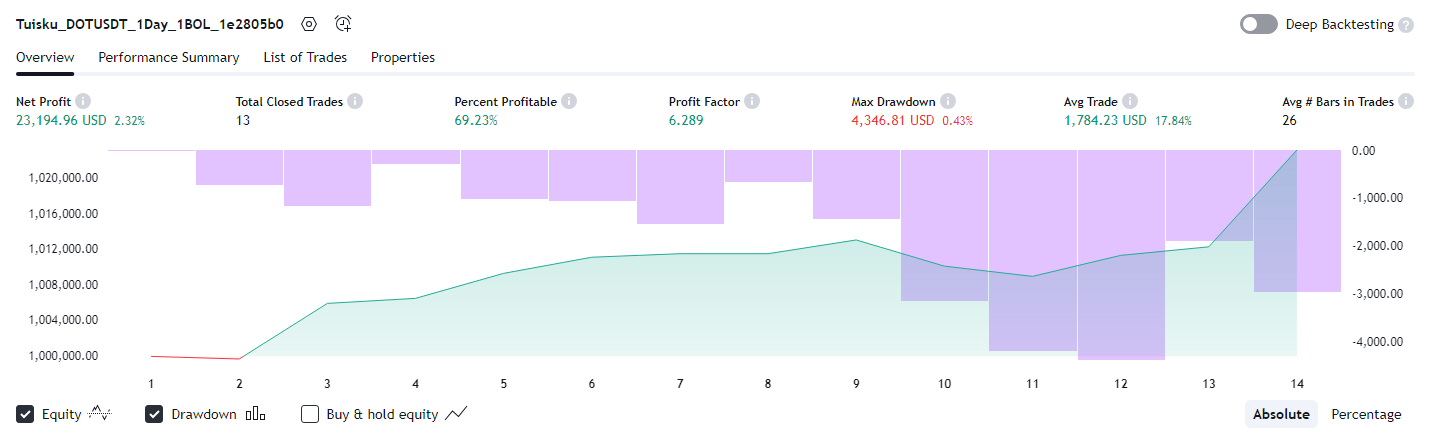 Tuisku_DOTUSDT_1Day_1BOL_1e2805b0 Deep Backtesting ?
Overview Performance Summary List of Trades Properties
Net Profit i Total Closed Trades i Percent Profitable i Profit Factor i Max Drawdown i Avg Trade i Avg # Bars in Trades i
23,194.96 USD 2.32% 13 69.23% 6.289 4,346.81 USD 0.43% 1,784.23 USD 17.84% 26
0.00
1,020,000.00
-1,000.00
1,016,000.00
1,012,000.00 -2,000.00
1,008,000.00
-3,000.00
1,004,000.00
-4,000.00
1,000,000.00
1 2 3 4 5 6 7 8 9 10 11 12 13 14
Equity Drawdown Buy & hold equity Absolute Percentage